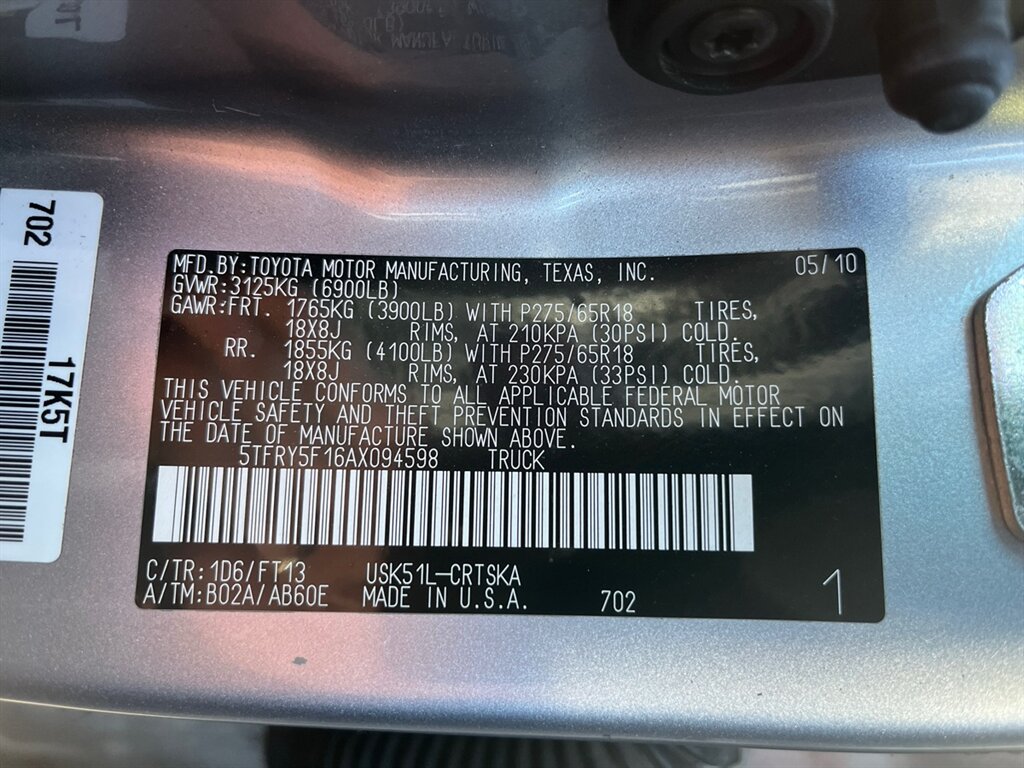 702
17K5T
MFD.BY:TOYOTA MOTOR MANUFACTURING, TEXAS, INC. 05/10
GVWR:3125KG (6900LB)
GAWR:FRT. 1765KG (3900LB) WITH P275/65R18 TIRES,
18X8J RIMS, AT 210KPA (30PSI) COLD.
RR. 1855KG (4100LB) WITH P275/65R18 TIRES,
18X8J RIMS, AT 230KPA (33PSI) COLD.
THIS VEHICLE CONFORMS TO ALL APPLICABLE FEDERAL MOTOR
VEHICLE SAFETY AND THEFT PREVENTION STANDARDS IN EFFECT ON
THE DATE OF MANUFACTURE SHOWN ABOVE.
5TFRY5F16AX094598 TRUCK
C/TR:1D6/FT13 USK51L-CRTSKA
A/TM:B02A/AB60E MADE IN U.S.A. 702 1